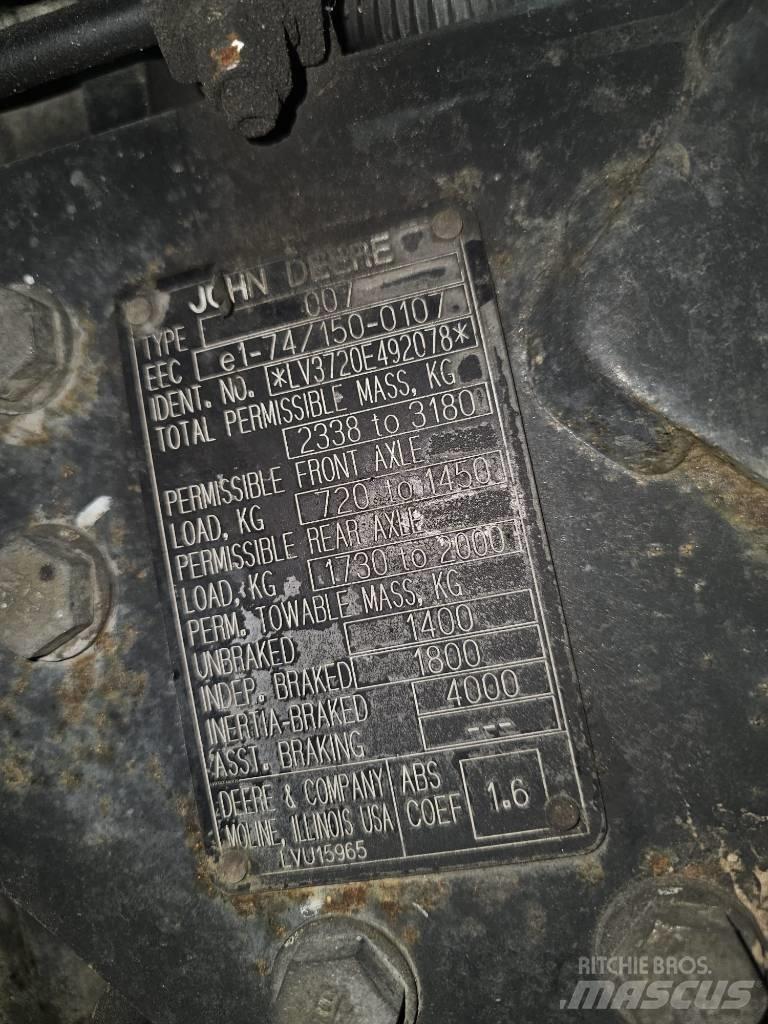 JOHN DEERE
TYPE 007
EEC e1-74/150-0107
IDENT. NO. *LV3720E492078*
TOTAL PERMISSIBLE MASS, KG
2338 to 3180
PERMISSIBLE FRONT AXLE
LOAD, KG 720 to 1450
PERMISSIBLE REAR AXLE
LOAD, KG 1730 to 2000
PERM. TOWABLE MASS, KG
UNBRAKED 1400
INDEP. BRAKED 1800
INERTIA-BRAKED 4000
ASST. BRAKING ---
DEERE & COMPANY
MOLINE, ILLINOIS USA
LVU15965
ABS
COEF 1.6
RITCHIE BROS.
MASCUS